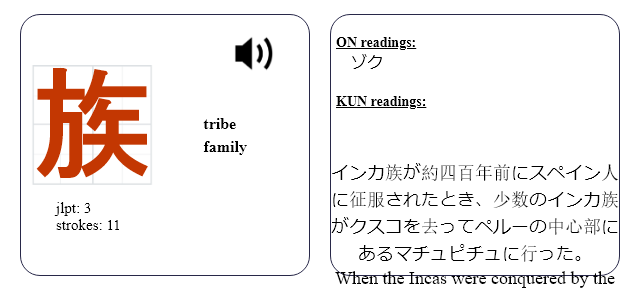 族
tribe
family
jlpt: 3
strokes: 11
ON readings:
ゾク
KUN readings:
インカ族が約四百年前にスペイン人
に征服されたとき、少数のインカ族
がクスコを去ってペルーの中心部に
あるマチュピチュに行った。
When the Incas were conquered by the